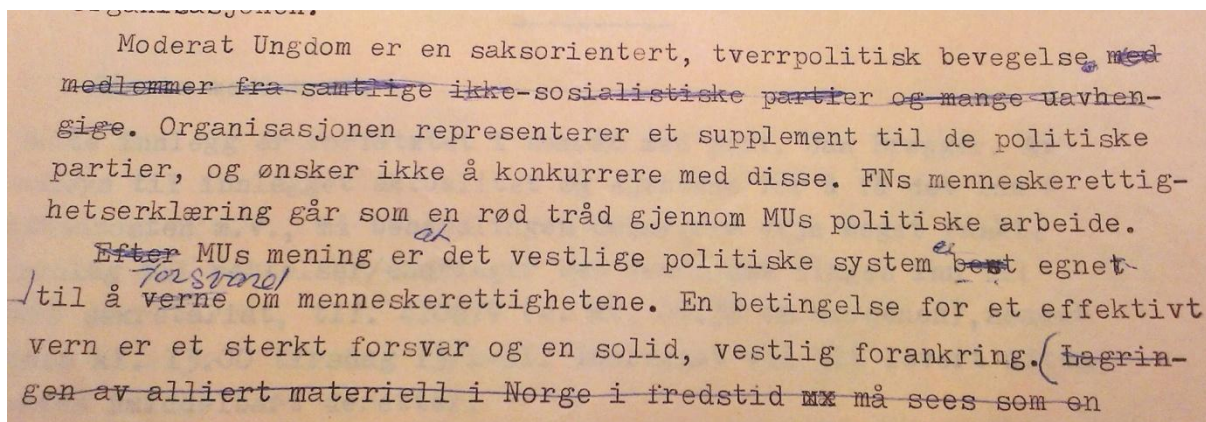 organisasjonen.
Moderat Ungdom er en saksorientert, tverrpolitisk bevegelse, med
medlemmer fra samtlige ikke-sosialistiske partier og mange uavhen-
gige. Organisasjonen representerer et supplement til de politiske
partier, og ønsker ikke å konkurrere med disse. FNs menneskerettig-
hetserklæring går som en rød tråd gjennom MUs politiske arbeide.
at er
Efter MUs mening er det vestlige politiske system best egnet
forsvare
til å verne om menneskerettighetene. En betingelse for et effektivt
vern er et sterkt forsvar og en solid, vestlig forankring. (Lagrin-
gen av alliert materiell i Norge i fredstid mx må sees som en